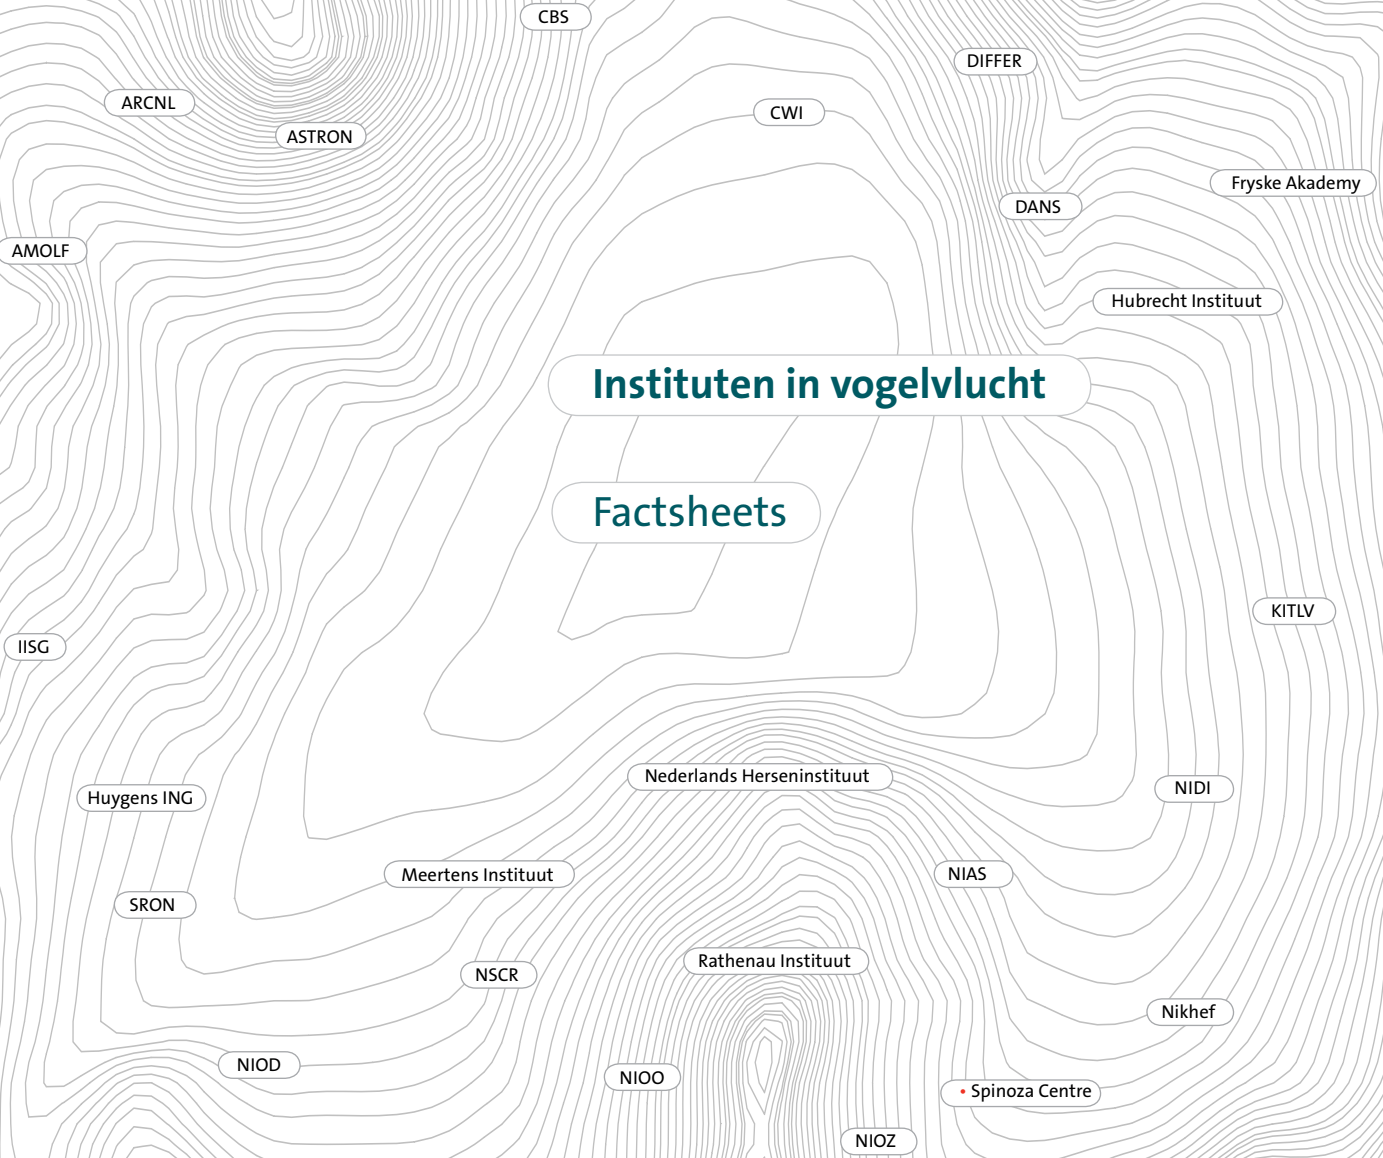 CBS
DIFFER
ARCNL
CWI
ASTRON
Fryske Akademy
DANS
AMOLF
Hubrecht Instituut
Instituten in vogelvlucht
Factsheets
KITLV
IISG
Nederlands Herseninstituut
NIDI
Huygens ING
Meertens Instituut
NIAS
SRON
Rathenau Instituut
NSCR
Nikhef
NIOD
NIOO
• Spinoza Centre
NIOZ